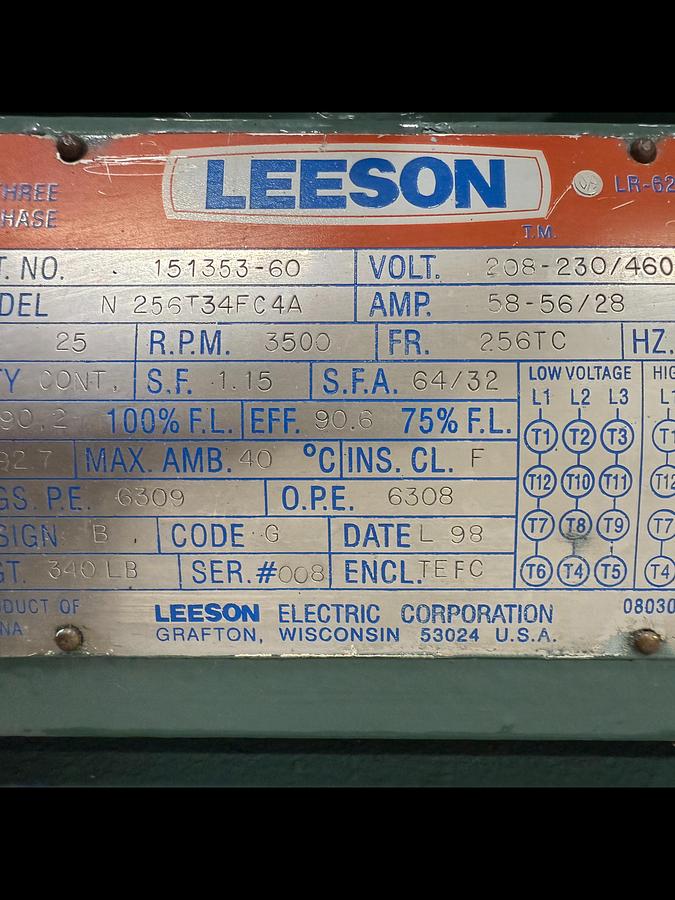 LEESON
THREE
PHASE
LR-62
T.M.
T. NO. 151353-60 VOLT. 208-230/460
DEL N 256T34FC4A AMP. 58-56/28
25 R.P.M. 3500 FR. 256TC HZ.
TY CONT. S.F. 1.15 S.F.A. 64/32 LOW VOLTAGE HIG
L1 L2 L3 L1
90.2 100% F.L. EFF. 90.6 75% F.L.
T1 T2 T3 T1
92.7 MAX. AMB. 40 °C INS. CL. F
T12 T10 T11 T12
GS. P.E. 6309 O.P.E. 6308
SIGN B CODE G DATE L 98
T7 T8 T9 T7
GT. 340 LB SER.# 008 ENCL. TEFC
T6 T4 T5 T4
ODUCT OF LEESON ELECTRIC CORPORATION 08030
NA GRAFTON, WISCONSIN 53024 U.S.A.